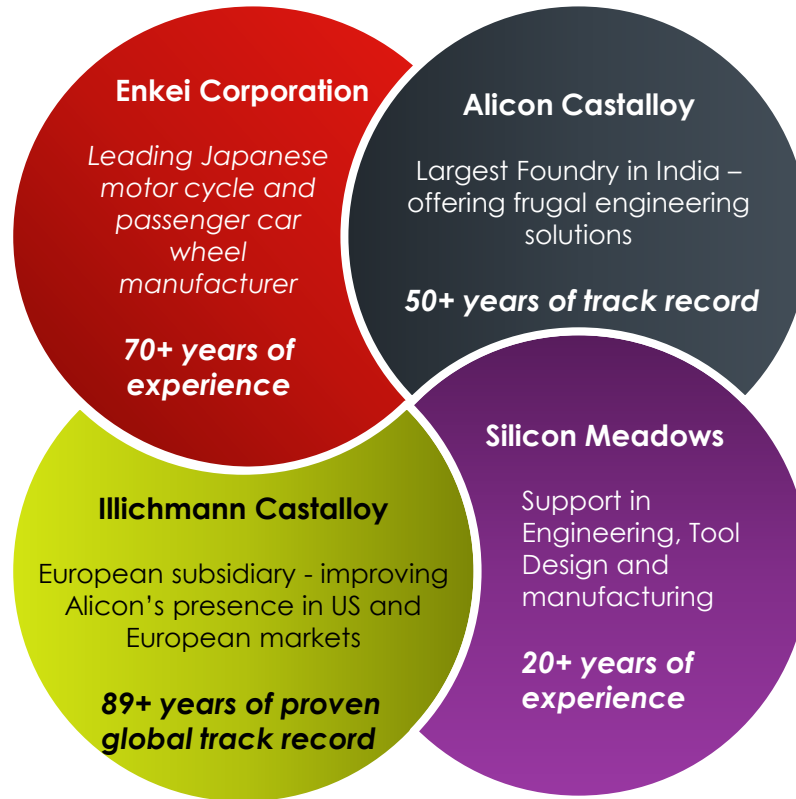 Enkei Corporation
Leading Japanese
motor cycle and
passenger car
wheel
manufacturer
70+ years of
experience
Alicon Castalloy
Largest Foundry in India –
offering frugal engineering
solutions
50+ years of track record
Illichmann Castalloy
European subsidiary - improving
Alicon’s presence in US and
European markets
89+ years of proven
global track record
Silicon Meadows
Support in
Engineering, Tool
Design and
manufacturing
20+ years of
experience